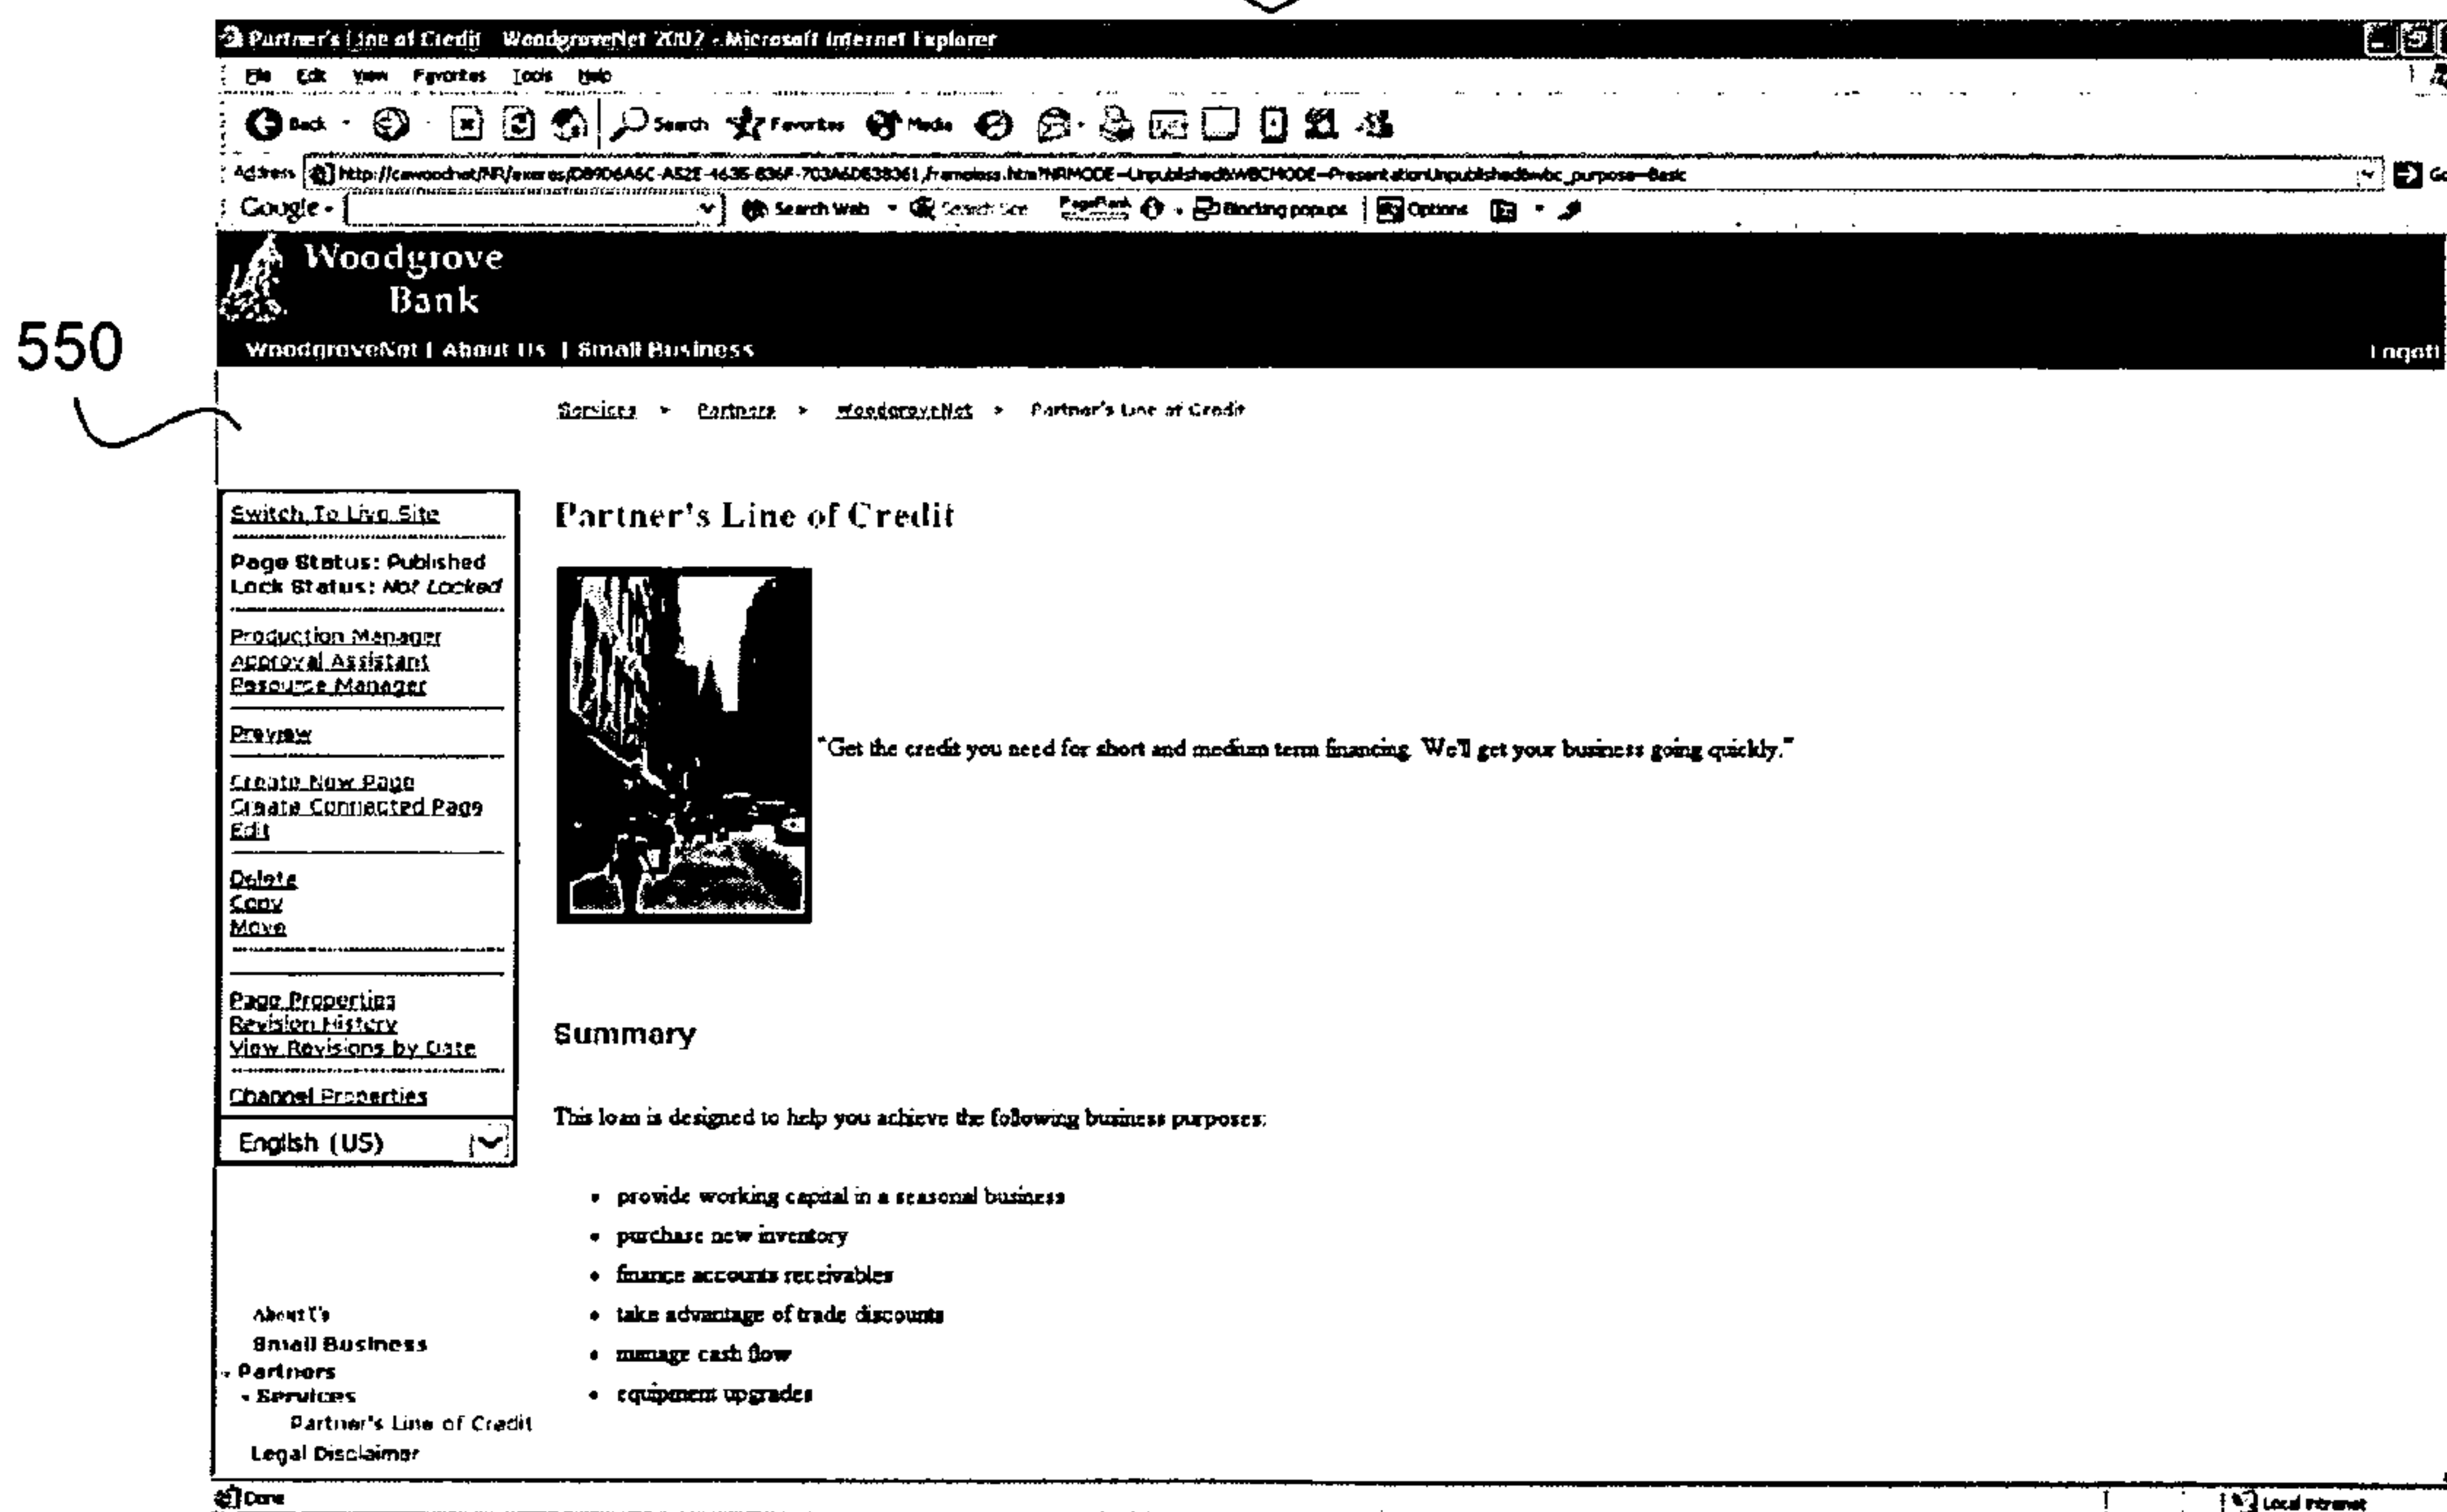 Partner's Line of Credit WoodgroveNet 2002 - Microsoft Internet Explorer
File Edit View Favorites Tools Help
Back Search Favorites Media
Address Go
Google Search Web Search Site PageRank Blocking popups Options
Woodgrove
Bank
WoodgroveNet | About Us | Small Business Logoff
550
Services > Partners > WoodgroveNet > Partner's Line of Credit
Switch To Live Site
Page Status: Published
Lock Status: Not Locked
Production Manager
Approval Assistant
Resource Manager
Preview
Create New Page
Create Connected Page
Edit
Delete
Copy
Move
Page Properties
Revision History
View Revisions by Date
Channel Properties
English (US)
Partner's Line of Credit
"Get the credit you need for short and medium term financing. We'll get your business going quickly."
Summary
This loan is designed to help you achieve the following business purposes:
• provide working capital in a seasonal business
• purchase new inventory
• finance accounts receivables
• take advantage of trade discounts
• manage cash flow
• equipment upgrades
About Us
Small Business
Partners
Services
Partner's Line of Credit
Legal Disclaimer
Done
Local intranet